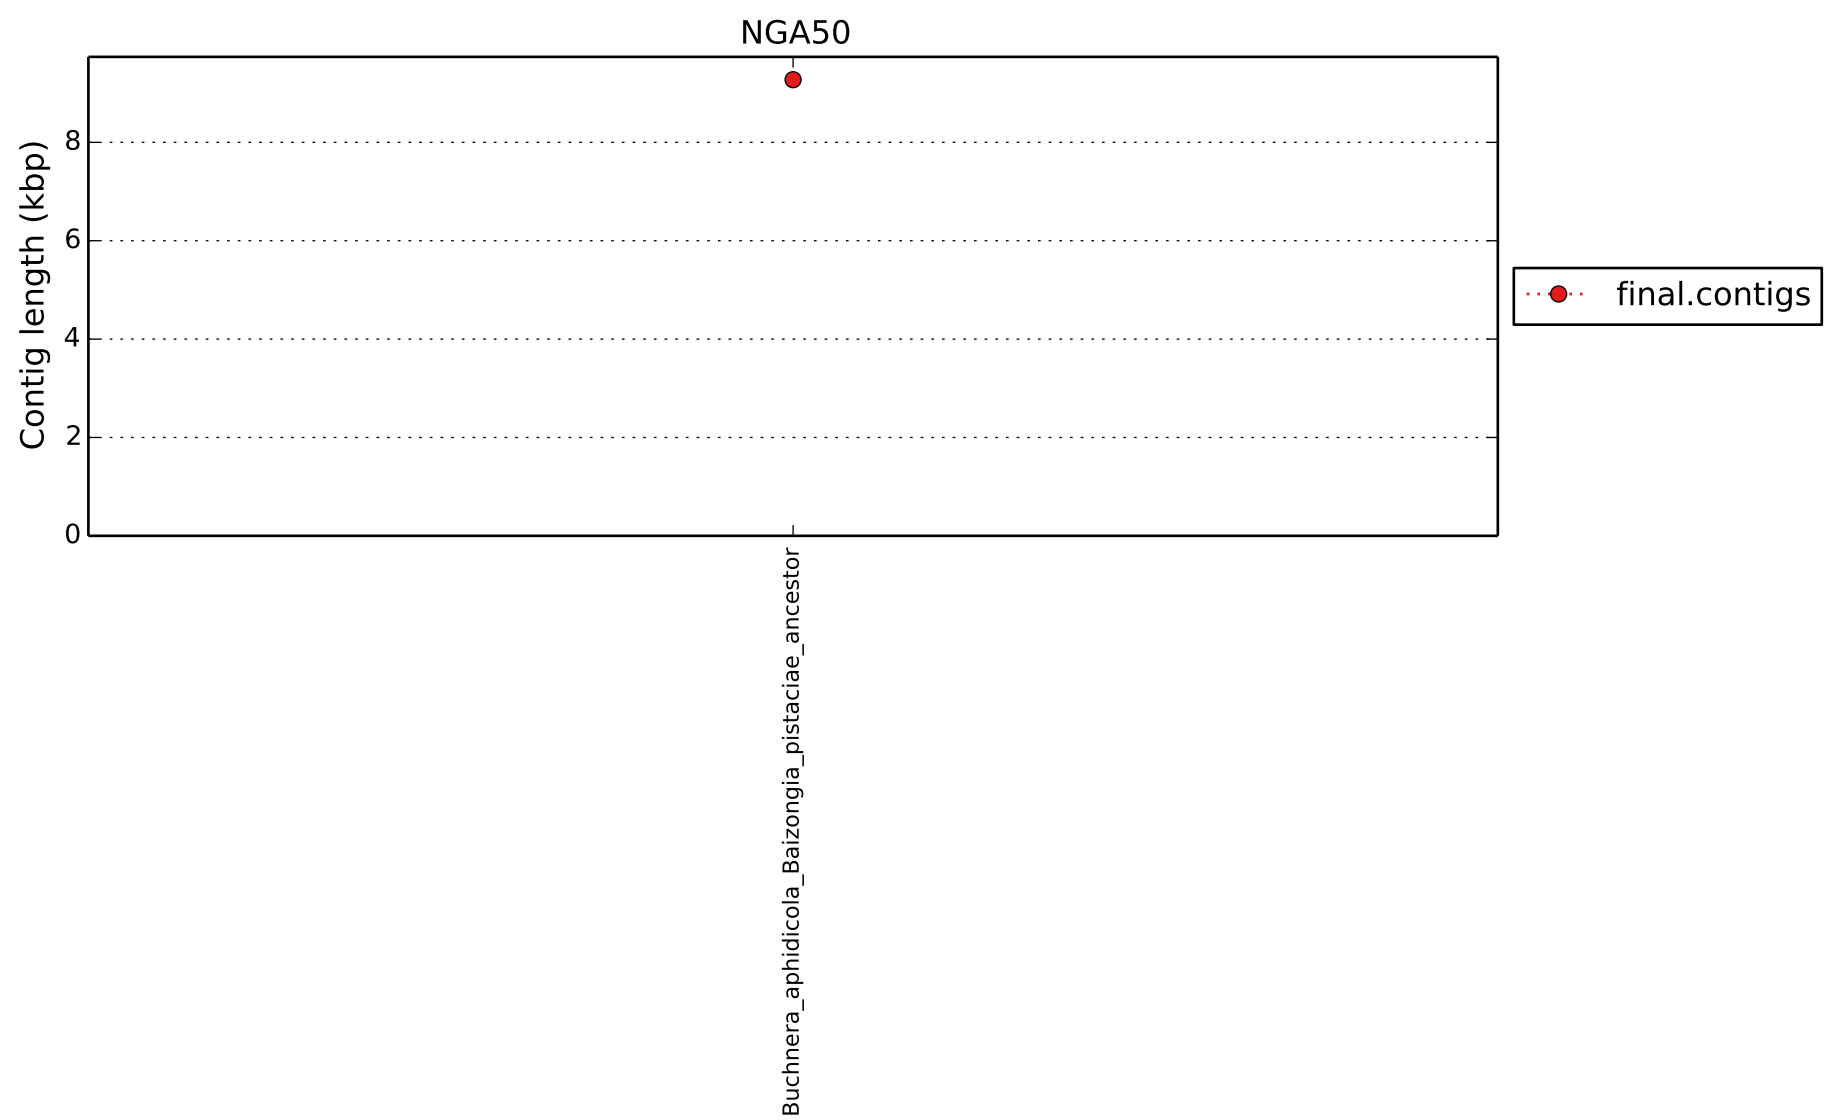 NGA50
Contig length (kbp)
8
6
4
2
0
final.contigs
Buchnera_aphidicola_Baizongia_pistaciae_ancestor